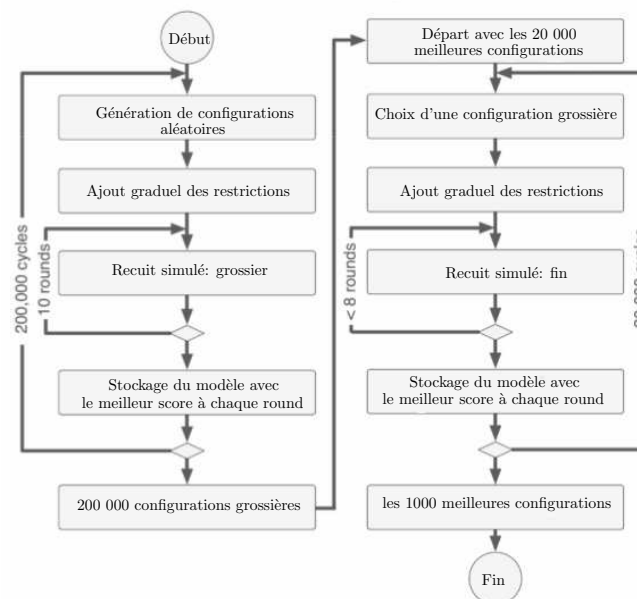 Début
Génération de configurations
aléatoires
Ajout graduel des restrictions
200,000 cycles
10 rounds
Recuit simulé: grossier
Stockage du modèle avec
le meilleur score à chaque round
200 000 configurations grossières
Départ avec les 20 000
meilleures configurations
Choix d'une configuration grossière
Ajout graduel des restrictions
< 8 rounds
Recuit simulé: fin
Stockage du modèle avec
le meilleur score à chaque round
les 1000 meilleures configurations
Fin